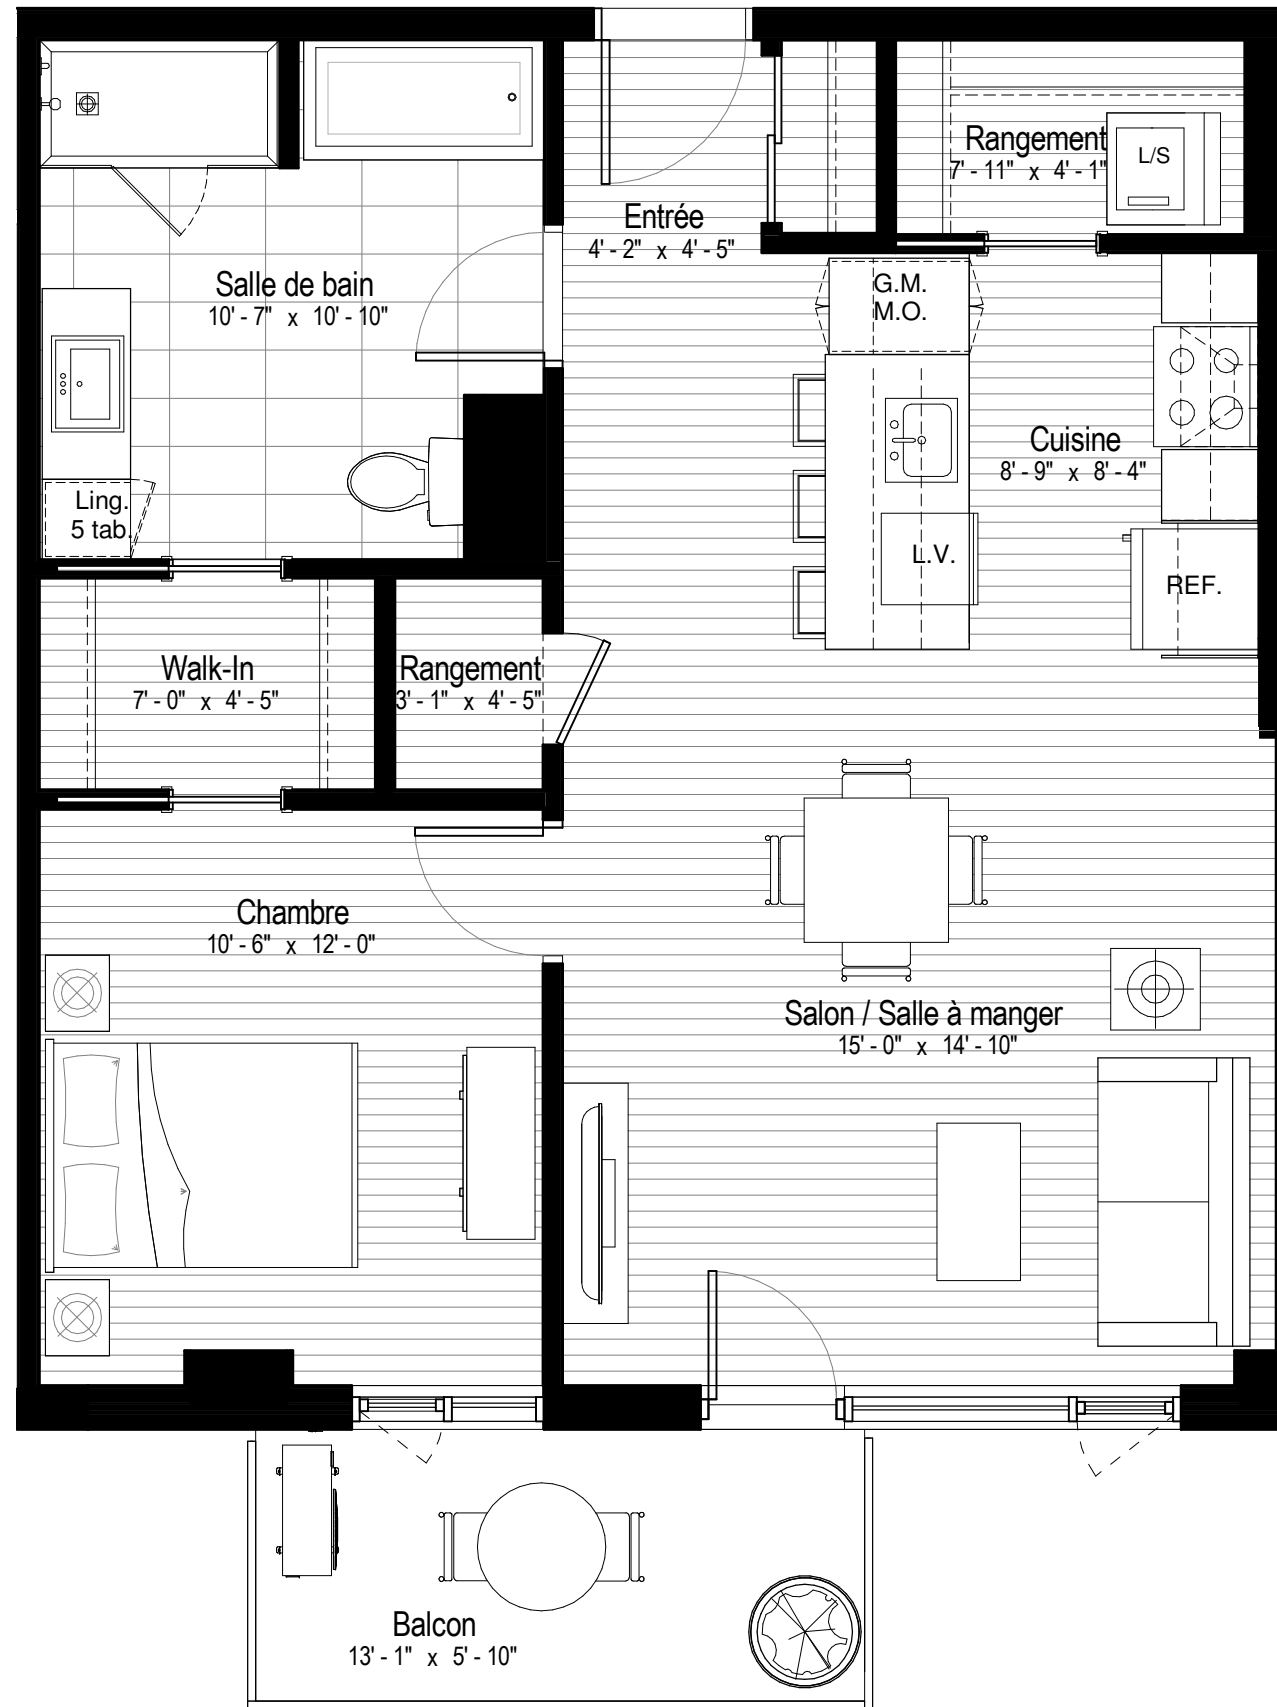 Rangement
7' - 11" x 4' - 1"
L/S
Entrée
4' - 2" x 4' - 5"
Salle de bain
10' - 7" x 10' - 10"
G.M.
M.O.
Cuisine
8' - 9" x 8' - 4"
Ling.
5 tab.
L.V.
REF.
Walk-In
7' - 0" x 4' - 5"
Rangement
3' - 1" x 4' - 5"
Chambre
10' - 6" x 12' - 0"
Salon / Salle à manger
15' - 0" x 14' - 10"
Balcon
13' - 1" x 5' - 10"